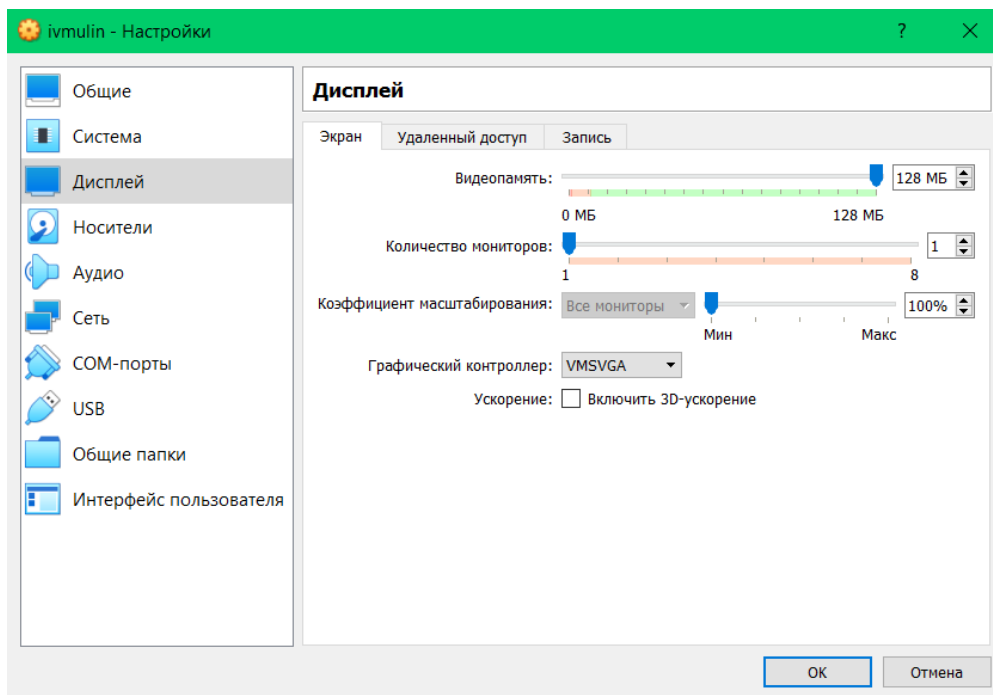 ivmulin - Настройки
?
Общие
Система
Дисплей
Носители
Аудио
Сеть
COM-порты
USB
Общие папки
Интерфейс пользователя
Дисплей
Экран
Удаленный доступ
Запись
Видеопамять:
128 МБ
0 МБ
128 МБ
Количество мониторов:
1
1
8
Коэффициент масштабирования:
Все мониторы
100%
Мин
Макс
Графический контроллер:
VMSVGA
Ускорение:
Включить 3D-ускорение
OK
Отмена